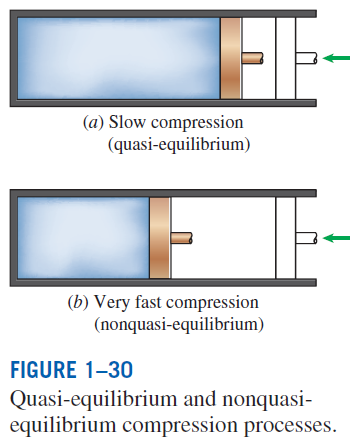 (a) Slow compression
(quasi-equilibrium)
(b) Very fast compression
(nonquasi-equilibrium)
FIGURE 1–30
Quasi-equilibrium and nonquasi-
equilibrium compression processes.